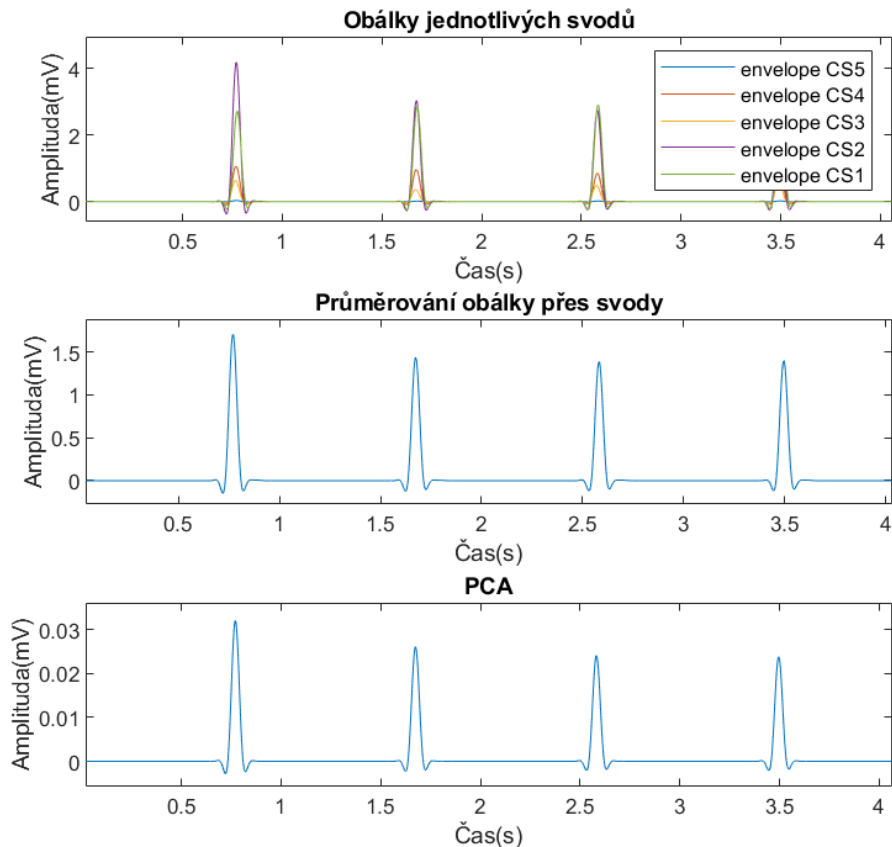 Obálky jednotlivých svodů
Amplituda(mV)
4
2
0
envelope CS5
envelope CS4
envelope CS3
envelope CS2
envelope CS1
0.5 1 1.5 2 2.5 3 3.5 4
Čas(s)
Průměrování obálky přes svody
Amplituda(mV)
1.5
1
0.5
0
0.5 1 1.5 2 2.5 3 3.5 4
Čas(s)
PCA
Amplituda(mV)
0.03
0.02
0.01
0
0.5 1 1.5 2 2.5 3 3.5 4
Čas(s)